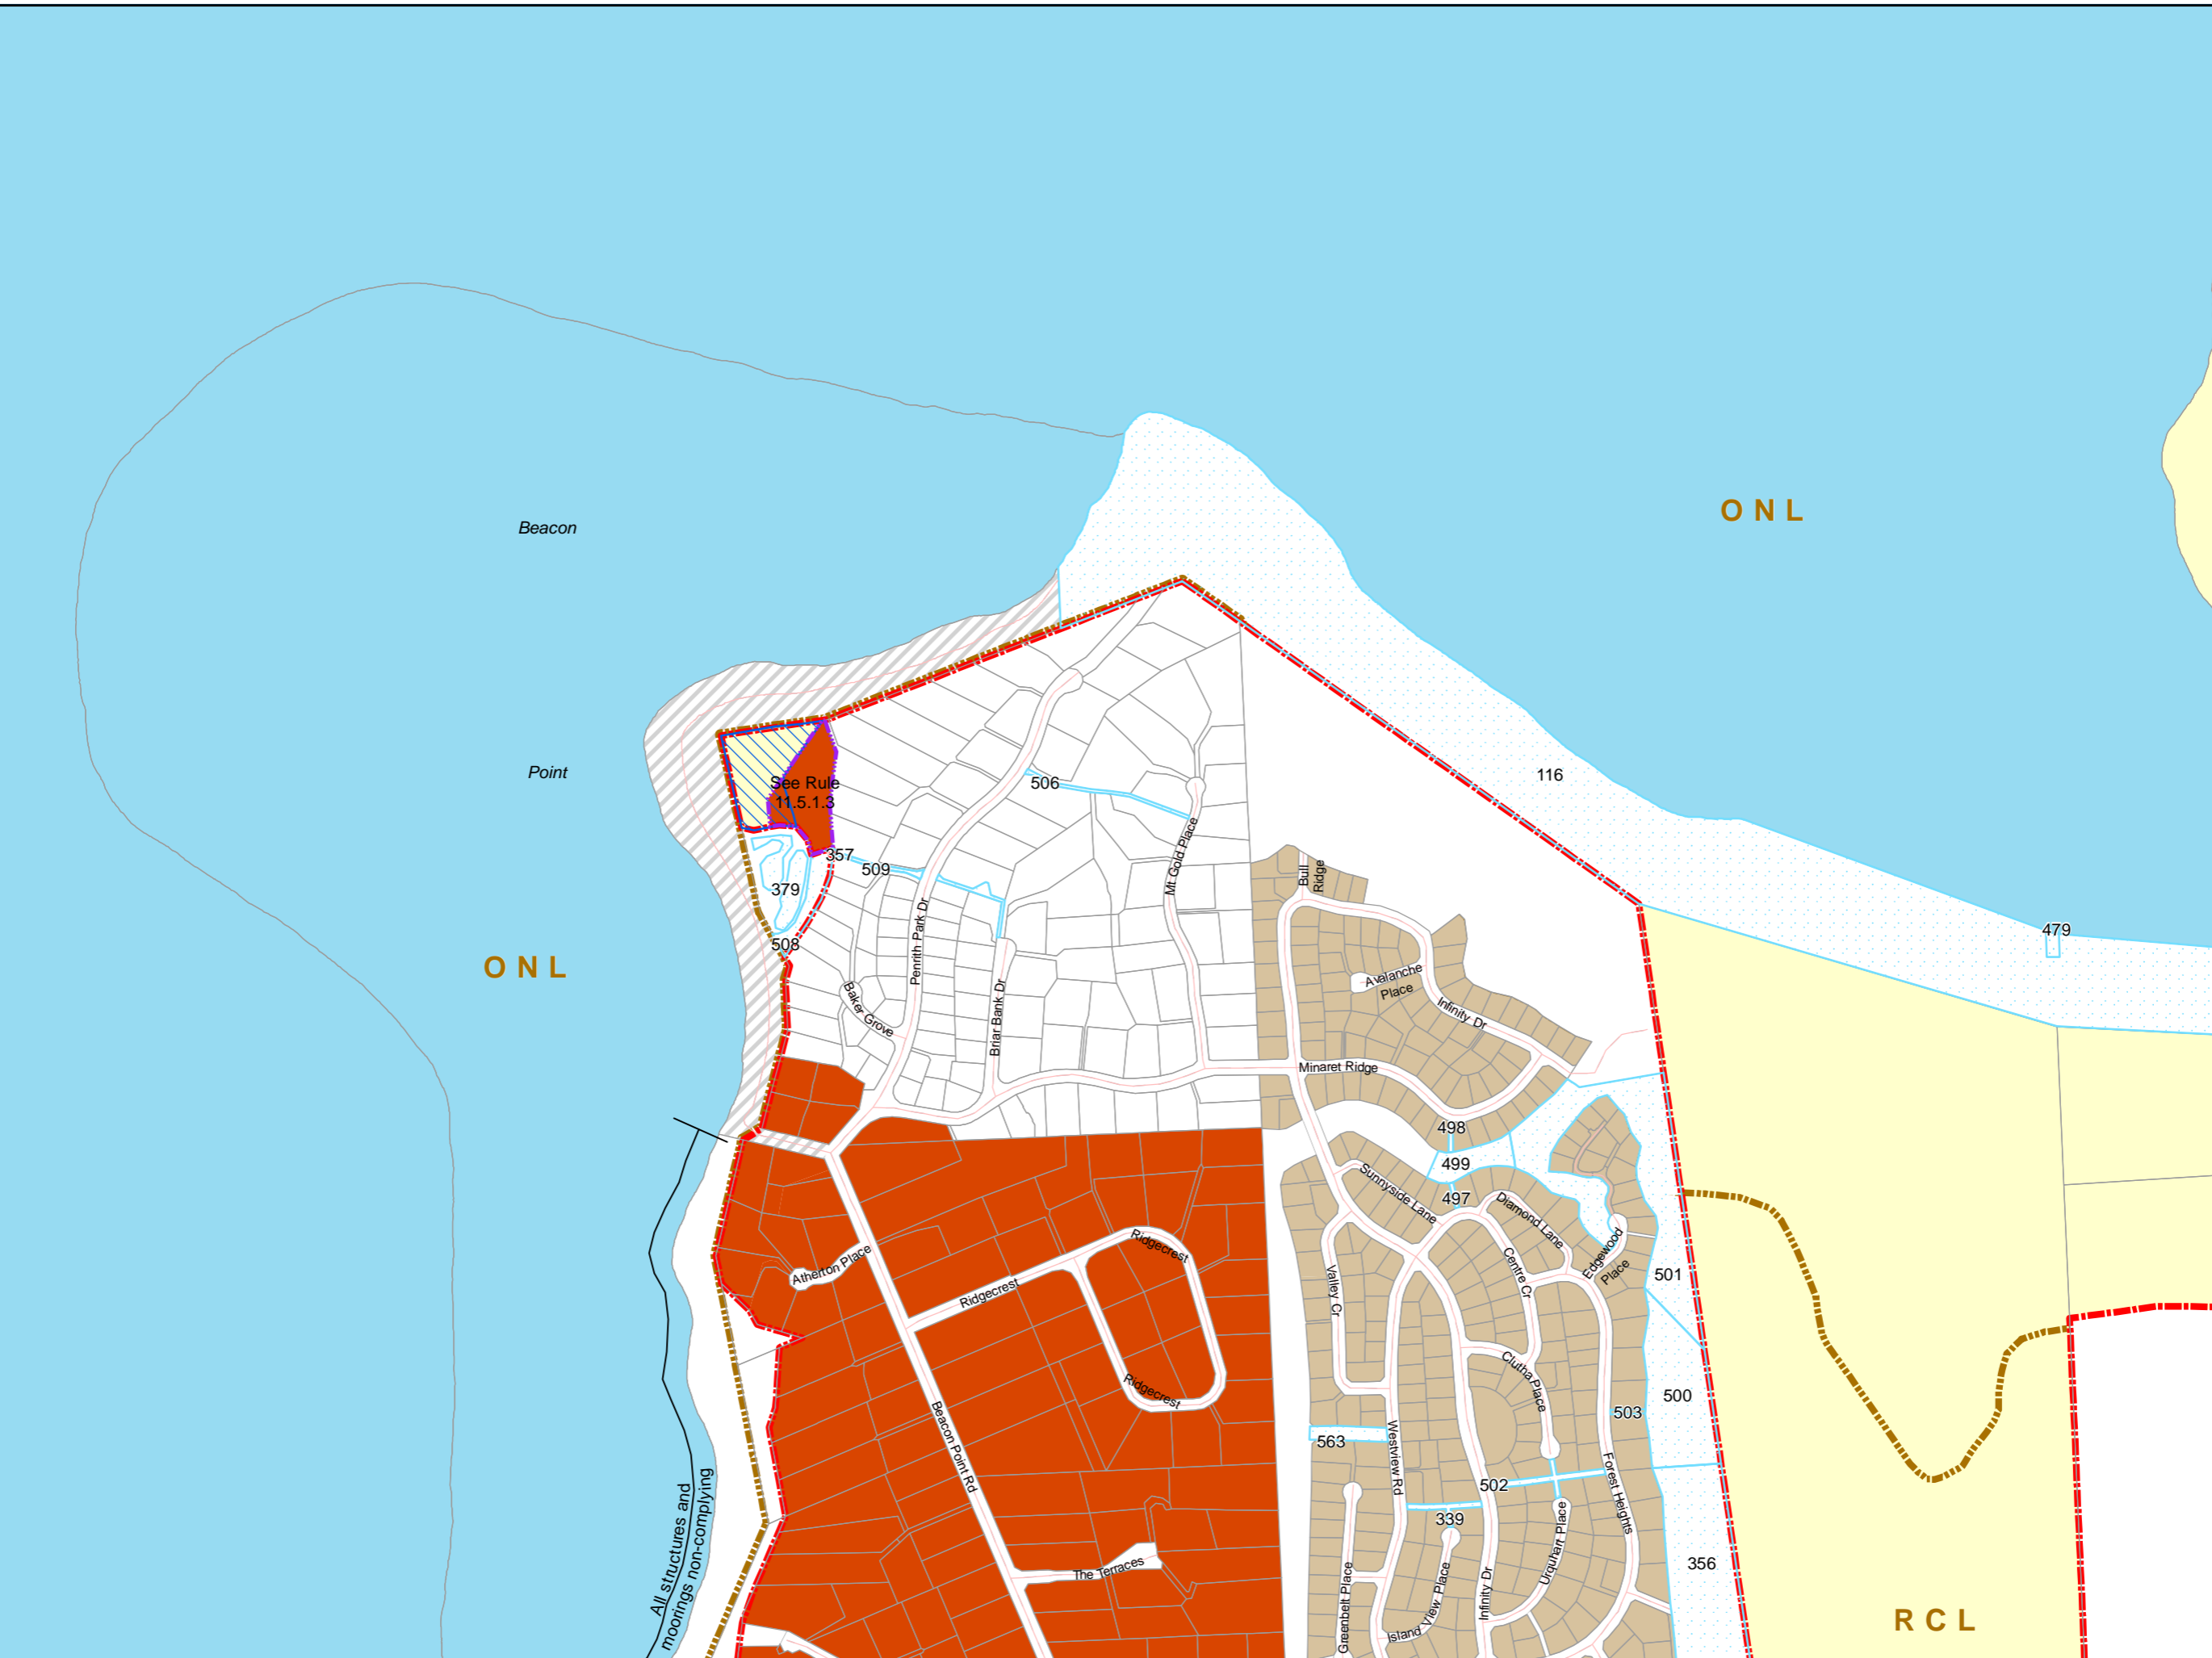 ONL
Beacon
Point
116
506
See Rule
11.5.1.3
357
509
379
508
ONL
479
Mt Gold Place
Bull
Ridge
Penrith Park Dr
Avalanche
Place
Infinity Dr
Baker Grove
Briar Bank Dr
Minaret Ridge
498
499
497
Sunnyside Lane
Diamond Lane
Edgewood
Place
Centre Cr
Atherton Place
Ridgecrest
Ridgecrest
Valley Cr
501
Clutha Place
Ridgecrest
500
503
Beacon Point Rd
563
Westview Rd
Forest Heights
502
339
All structures and
moorings non-complying
The Terraces
Urquhart Place
356
Greenbelt Place
Island View Place
Infinity Dr
RCL